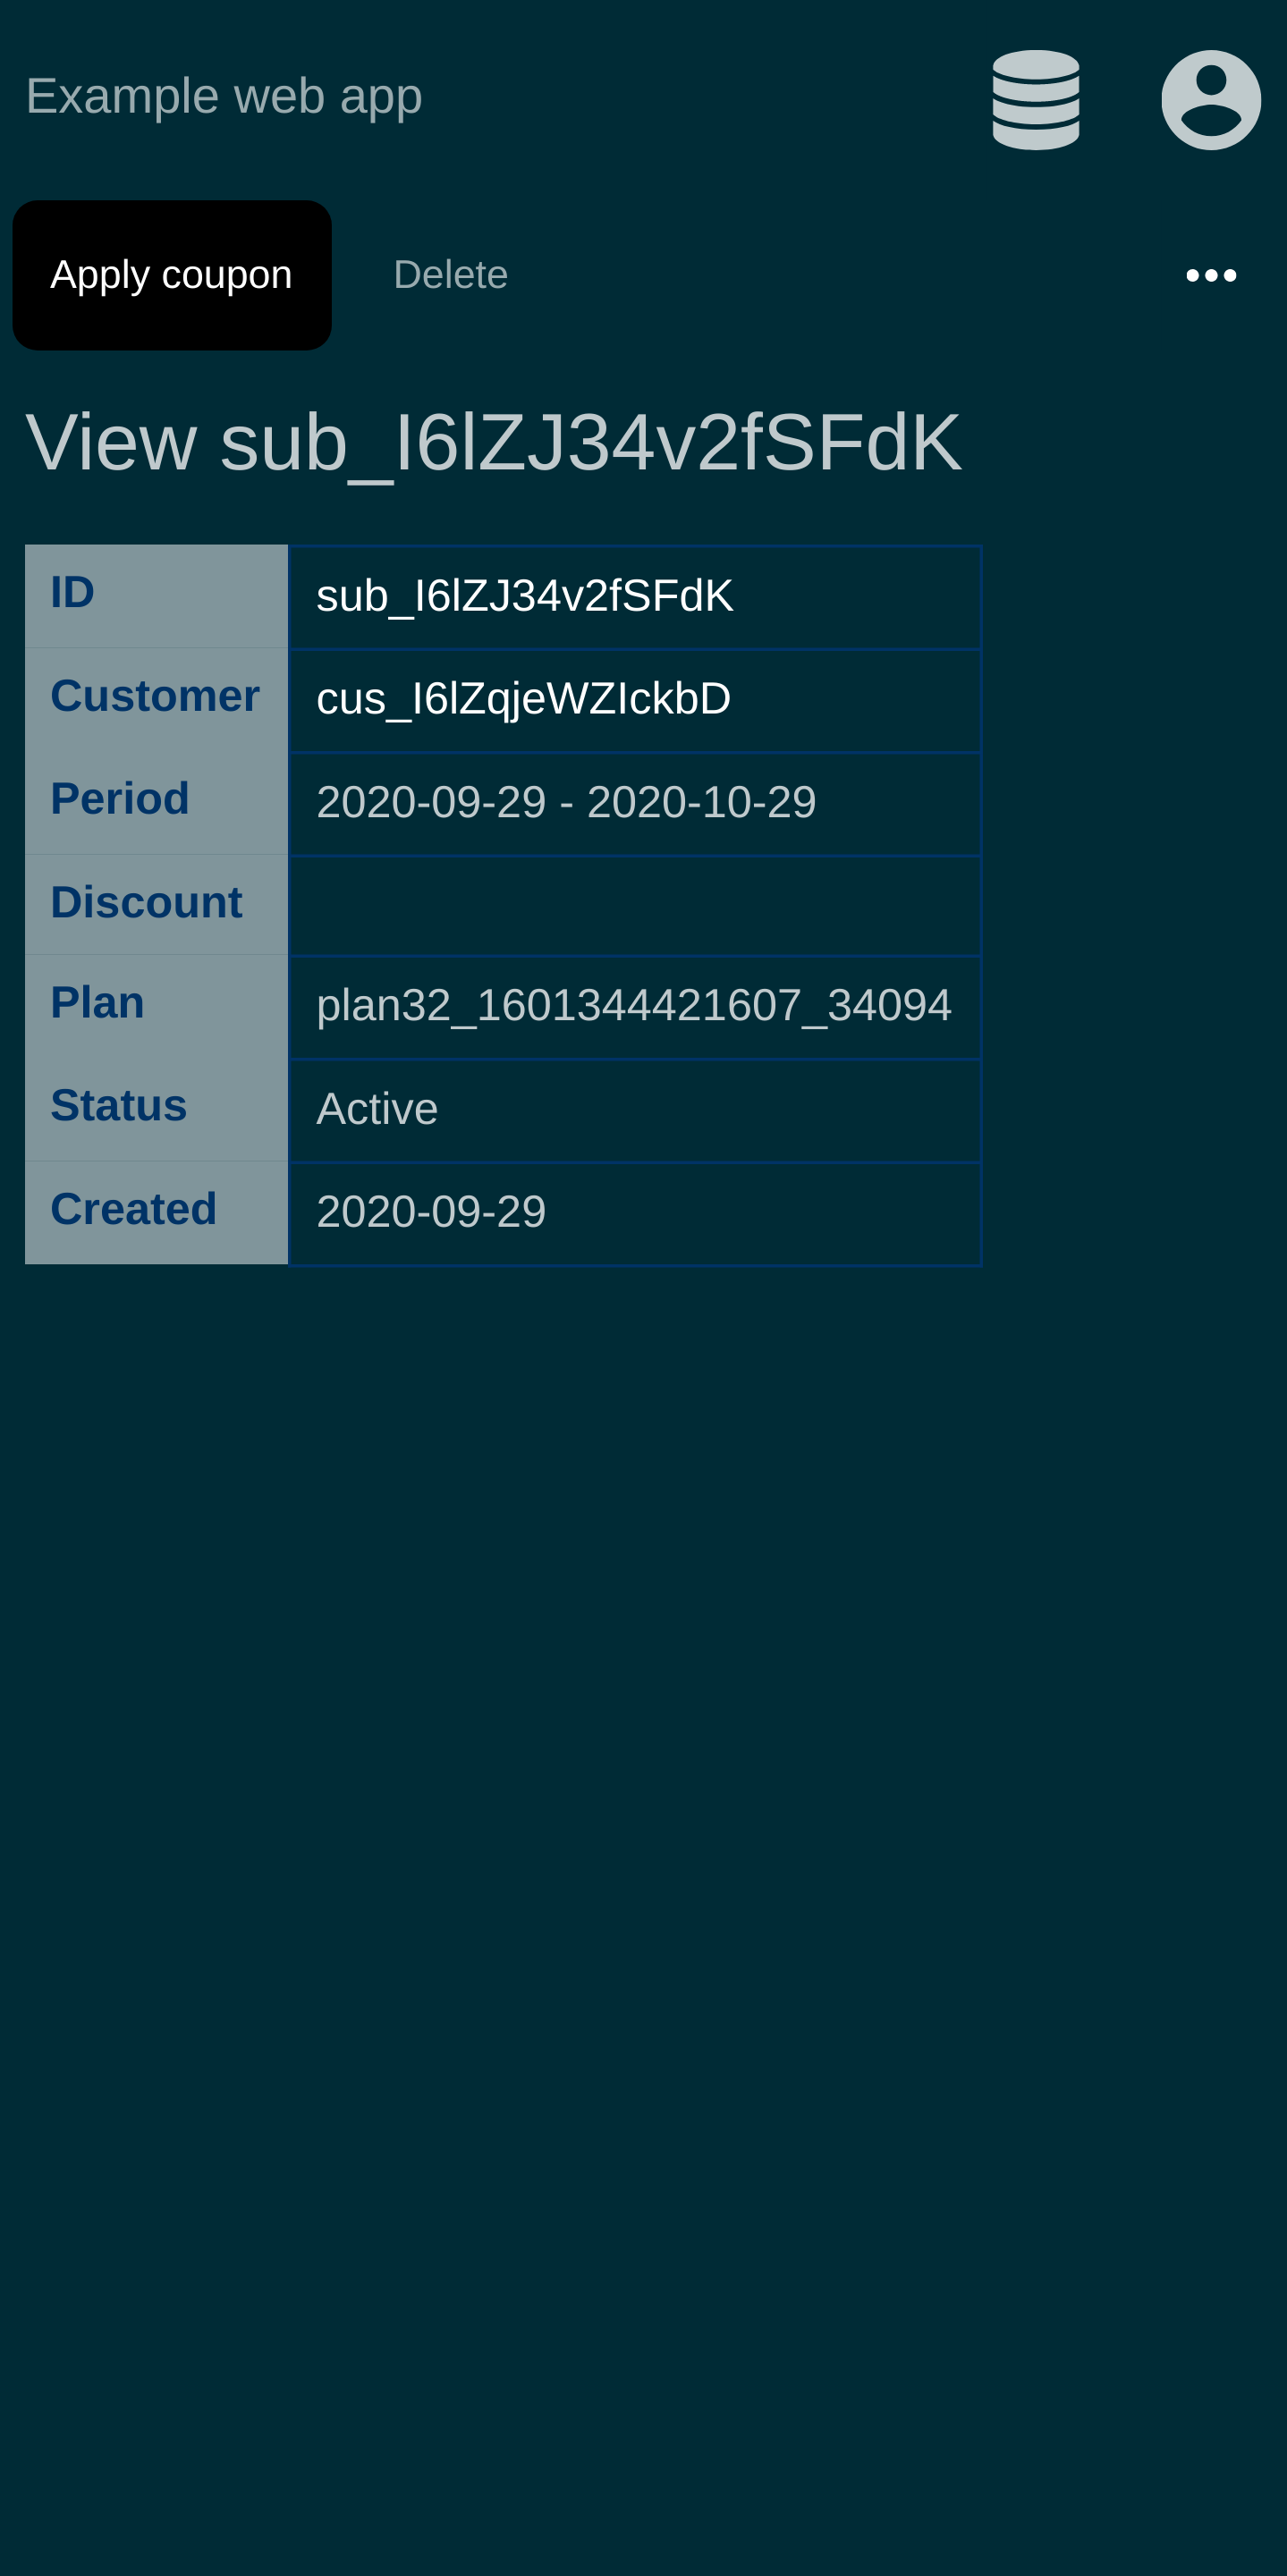 Example web app
Apply coupon Delete
View sub_I6lZJ34v2fSFdK
ID sub_I6lZJ34v2fSFdK
Customer cus_I6lZqjeWZIckbD
Period 2020-09-29 - 2020-10-29
Discount
Plan plan32_1601344421607_34094
Status Active
Created 2020-09-29